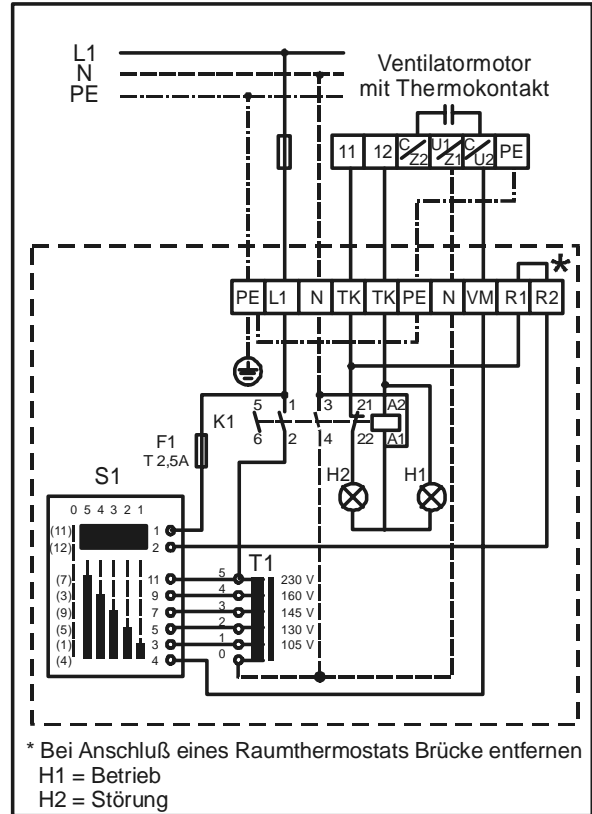 L1
N
PE
Ventilatormotor
mit Thermokontakt
11 12 C/Z2 U1/Z1 C/U2 PE
*
PE L1 N TK TK PE N VM R1 R2
5 1 3 21 A2
K1
6 2 4 22 A1
F1
T 2,5A
H2 H1
S1
0 5 4 3 2 1
(11) 1
(12) 2
T1
(7) 11 5 230 V
(3) 9 4 160 V
(9) 7 3 145 V
(5) 5 2 130 V
(1) 3 1 105 V
(4) 4 0
* Bei Anschluß eines Raumthermostats Brücke entfernen
H1 = Betrieb
H2 = Störung